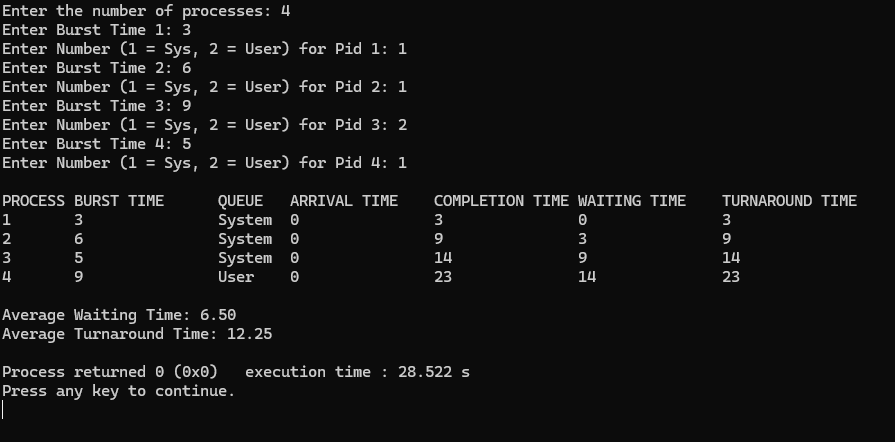 Enter the number of processes: 4
Enter Burst Time 1: 3
Enter Number (1 = Sys, 2 = User) for Pid 1: 1
Enter Burst Time 2: 6
Enter Number (1 = Sys, 2 = User) for Pid 2: 1
Enter Burst Time 3: 9
Enter Number (1 = Sys, 2 = User) for Pid 3: 2
Enter Burst Time 4: 5
Enter Number (1 = Sys, 2 = User) for Pid 4: 1
PROCESS BURST TIME      QUEUE   ARRIVAL TIME    COMPLETION TIME WAITING TIME    TURNAROUND TIME
1       3               System  0               3               0               3
2       6               System  0               9               3               9
3       5               System  0               14              9               14
4       9               User    0               23              14              23
Average Waiting Time: 6.50
Average Turnaround Time: 12.25
Process returned 0 (0x0)   execution time : 28.522 s
Press any key to continue.